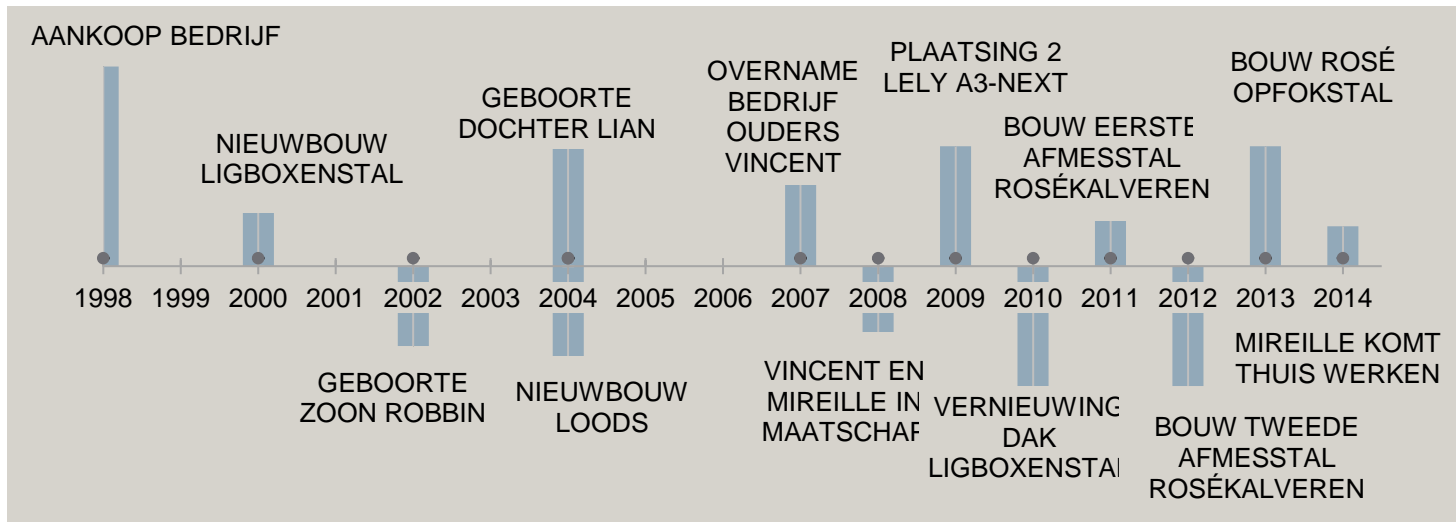 AANKOOP BEDRIJF
NIEUWBOUW
LIGBOXENSTAL
GEBOORTE
DOCHTER LIAN
OVERNAME
BEDRIJF
OUDERS
VINCENT
PLAATSING 2
LELY A3-NEXT
BOUW EERSTE
AFMESSTAL
ROSÉKALVEREN
BOUW ROSÉ
OPFOKSTAL
1998 1999 2000 2001 2002 2003 2004 2005 2006 2007 2008 2009 2010 2011 2012 2013 2014
GEBOORTE
ZOON ROBBIN
NIEUWBOUW
LOODS
VINCENT EN
MIREILLE IN
MAATSCHAP
VERNIEUWING
DAK
LIGBOXENSTAL
BOUW TWEEDE
AFMESSTAL
ROSÉKALVEREN
MIREILLE KOMT
THUIS WERKEN